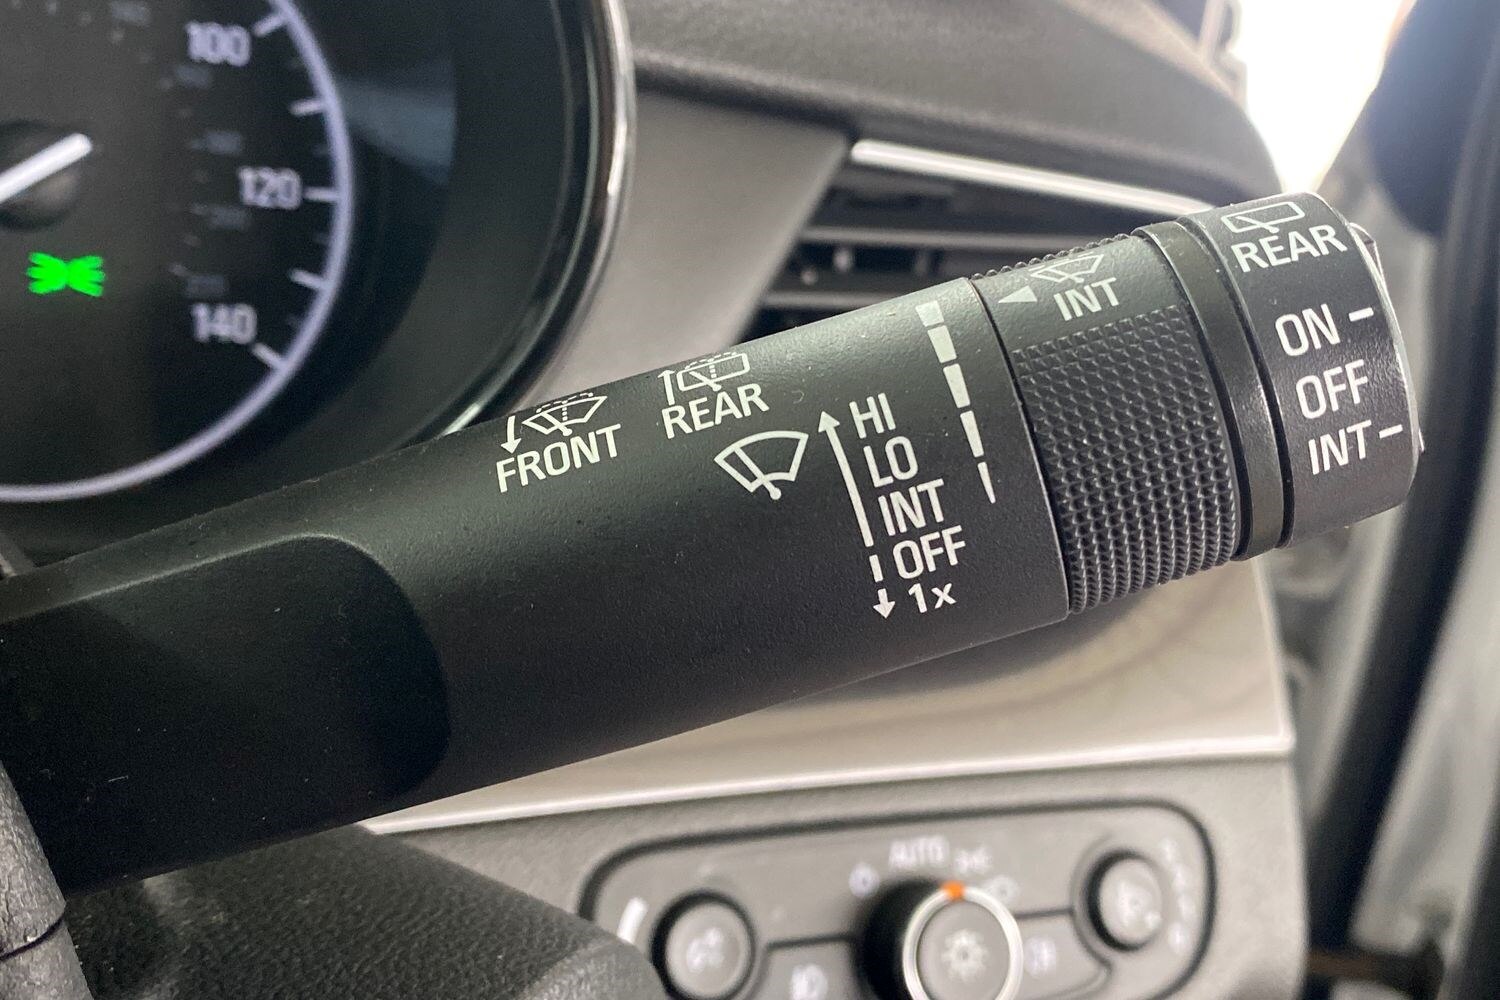 100
120
140
FRONT
REAR
HI
LO
INT
OFF
1x
INT
REAR
ON
OFF
INT
AUTO